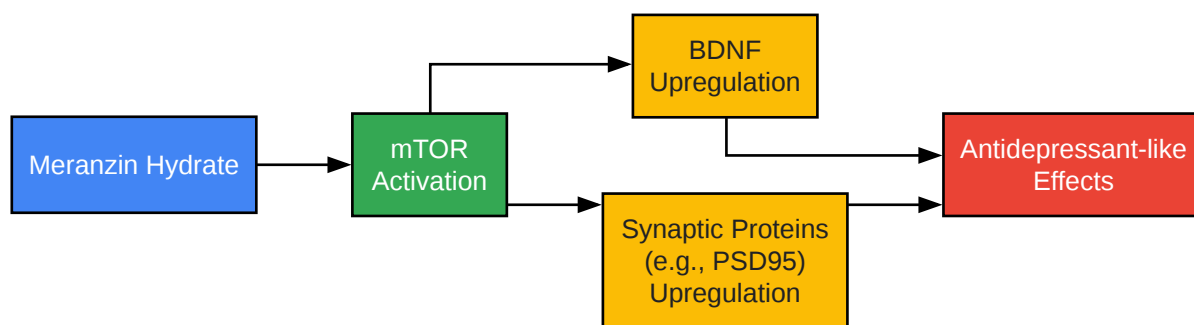 Meranzin Hydrate
mTOR
Activation
BDNF
Upregulation
Synaptic Proteins
(e.g., PSD95)
Upregulation
Antidepressant-like
Effects